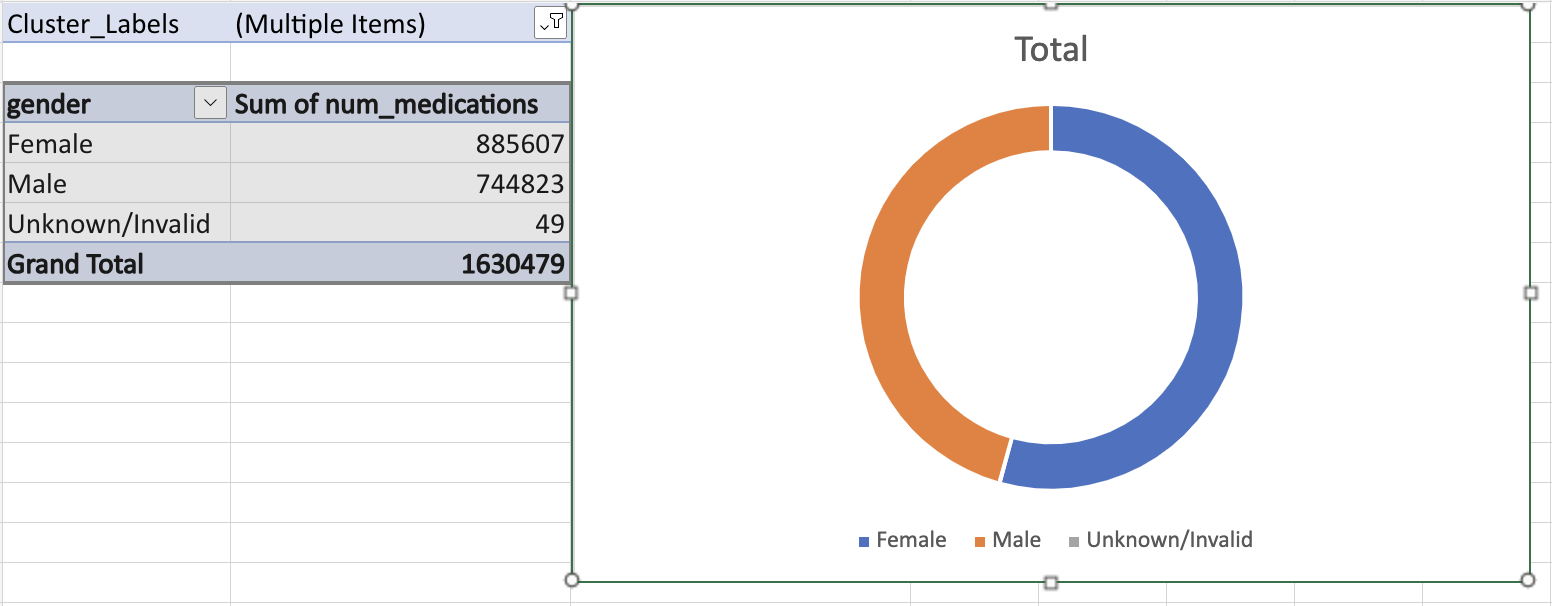 Cluster_Labels (Multiple Items)
gender Sum of num_medications
Female 885607
Male 744823
Unknown/Invalid 49
Grand Total 1630479
Total
Female Male Unknown/Invalid